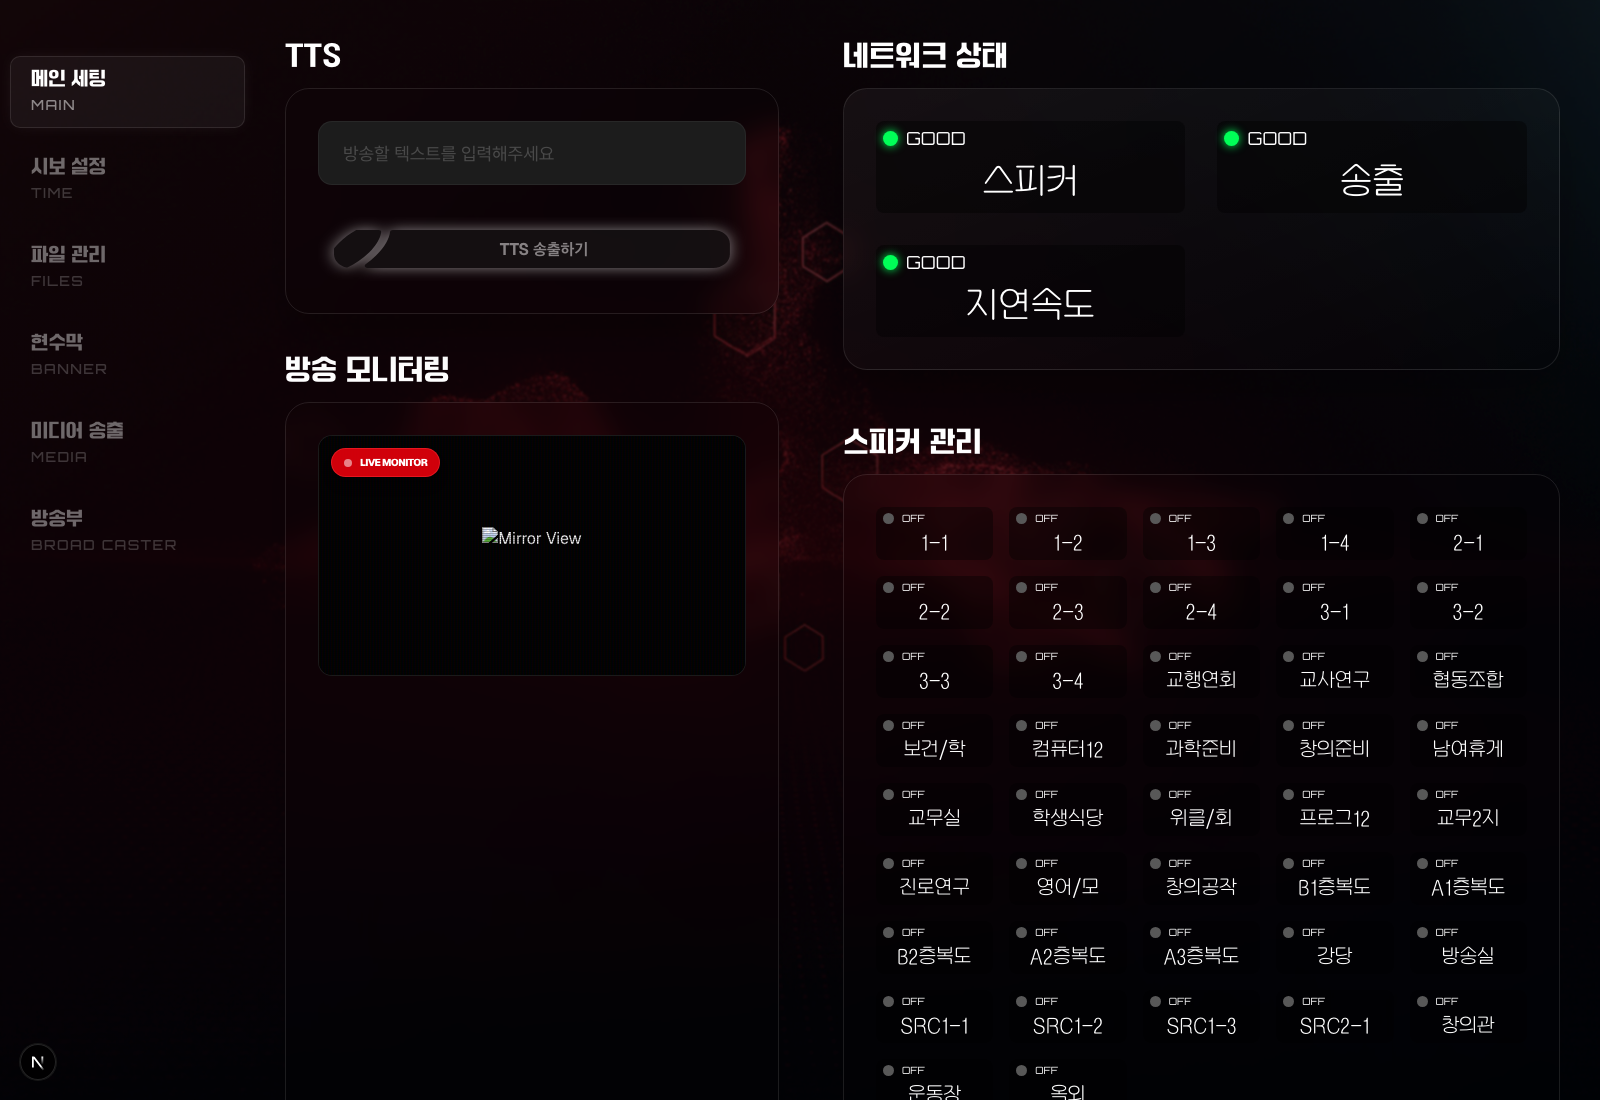 메인 세팅
MAIN
시보 설정
TIME
파일 관리
FILES
현수막
BANNER
미디어 송출
MEDIA
방송부
BROAD CASTER
N
TTS
방송할 텍스트를 입력해주세요
TTS 송출하기
방송 모니터링
LIVE MONITOR
Mirror View
네트워크 상태
GOOD
스피커
GOOD
송출
GOOD
지연속도
스피커 관리
OFF OFF OFF OFF OFF
1-1 1-2 1-3 1-4 2-1
OFF OFF OFF OFF OFF
2-2 2-3 2-4 3-1 3-2
OFF OFF OFF OFF OFF
3-3 3-4 교행연회 교사연구 협동조합
OFF OFF OFF OFF OFF
보건/학 컴퓨터12 과학준비 창의준비 남여휴게
OFF OFF OFF OFF OFF
교무실 학생식당 위클/회 프로그12 교무2지
OFF OFF OFF OFF OFF
진로연구 영어/모 창의공작 B1층복도 A1층복도
OFF OFF OFF OFF OFF
B2층복도 A2층복도 A3층복도 강당 방송실
OFF OFF OFF OFF OFF
SRC1-1 SRC1-2 SRC1-3 SRC2-1 창의관
OFF OFF
운동장 옥외